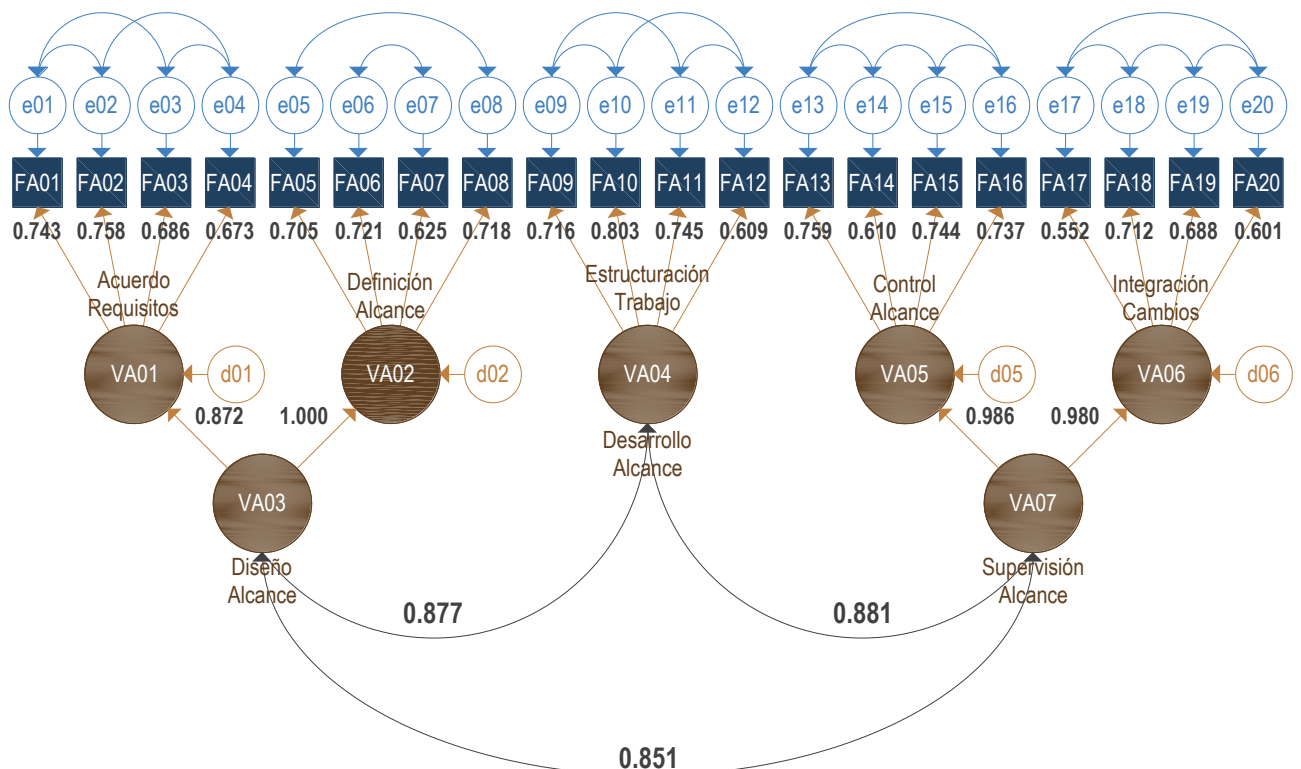 e01 e02 e03 e04 e05 e06 e07 e08 e09 e10 e11 e12 e13 e14 e15 e16 e17 e18 e19 e20
FA01 FA02 FA03 FA04 FA05 FA06 FA07 FA08 FA09 FA10 FA11 FA12 FA13 FA14 FA15 FA16 FA17 FA18 FA19 FA20
0.743 0.758 0.686 0.673 0.705 0.721 0.625 0.718 0.716 0.803 0.745 0.609 0.759 0.610 0.744 0.737 0.552 0.712 0.688 0.601
Acuerdo
Requisitos
Definición
Alcance
Estructuración
Trabajo
Control
Alcance
Integración
Cambios
VA01 d01 VA02 d02 VA04 VA05 d05 VA06 d06
0.872 1.000 0.986 0.980
Desarrollo
Alcance
VA03 VA07
Diseño
Alcance
Supervisión
Alcance
0.877 0.881
0.851